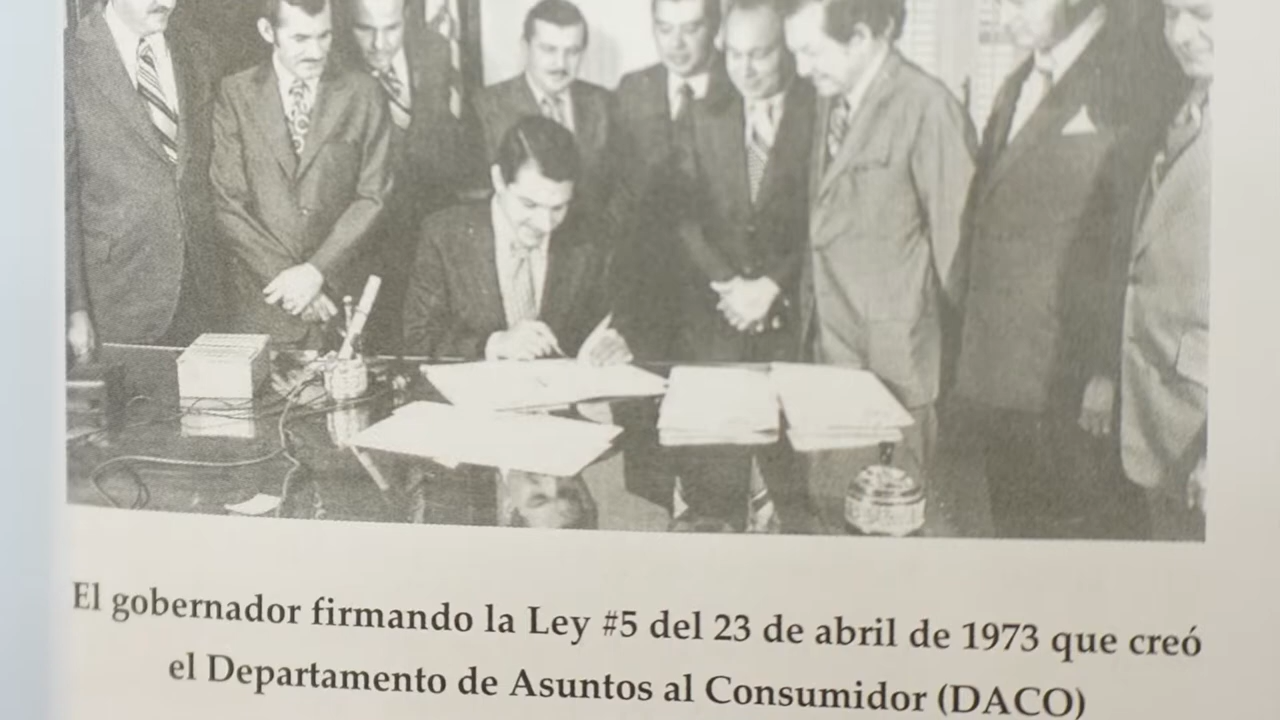 El gobernador firmando la Ley #5 del 23 de abril de 1973 que creó
el Departamento de Asuntos al Consumidor (DACO)